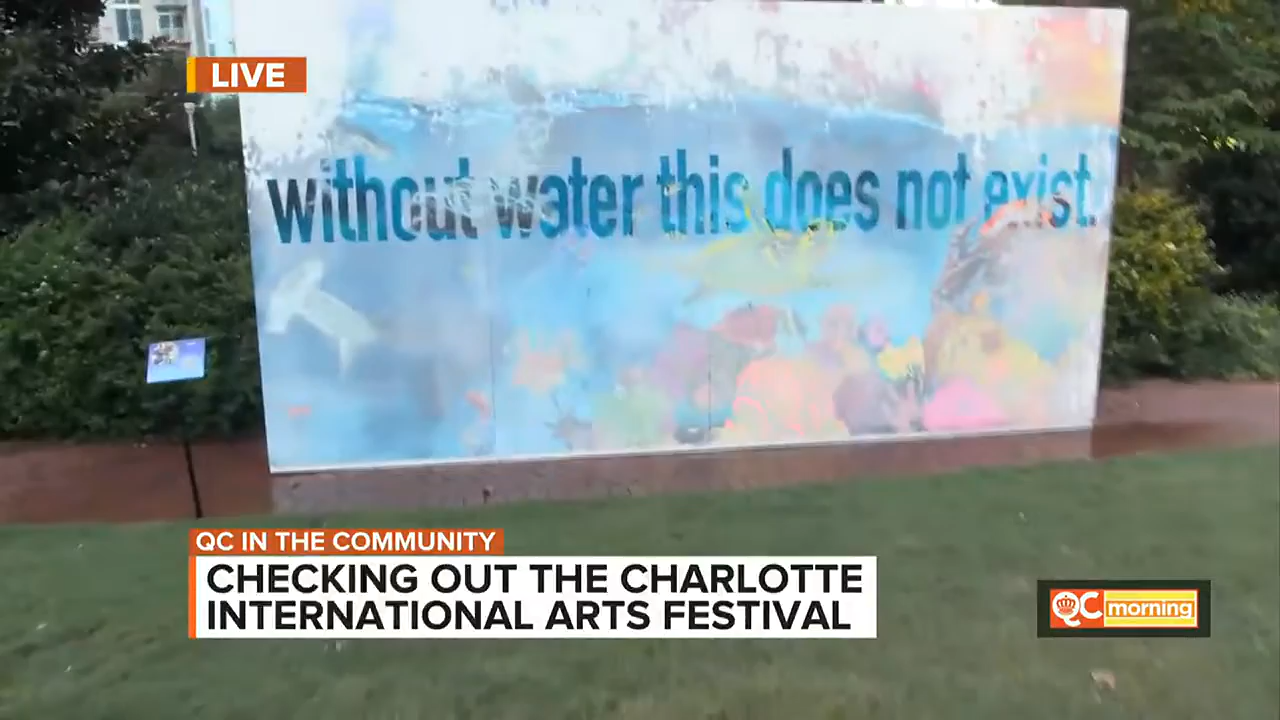 LIVE
without water this does not exist.
QC IN THE COMMUNITY
CHECKING OUT THE CHARLOTTE
INTERNATIONAL ARTS FESTIVAL
QC morning